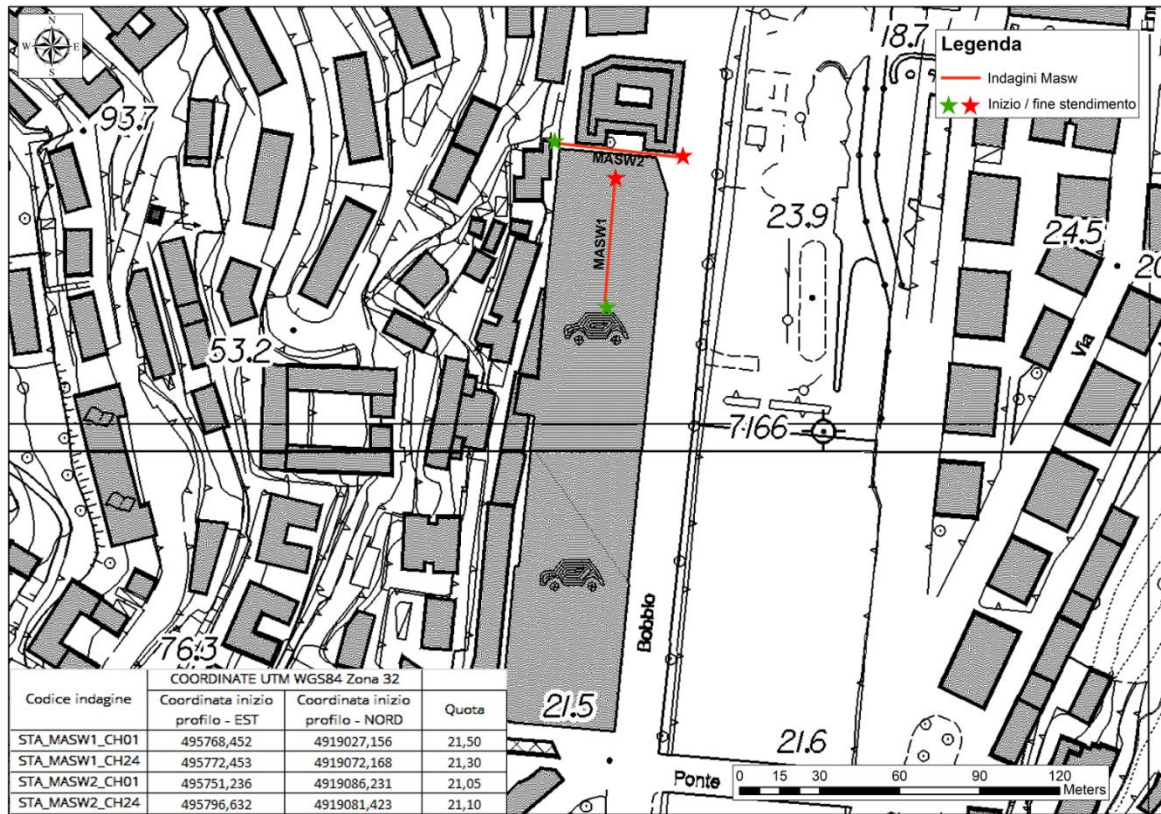 N
W E
S
93.7
18.7
Legenda
Indagini Masw
Inizio / fine stendimento
MASW2
MASW1
23.9
24.5
20
Via
53.2
7166
Bobbio
76.3
21.5
21.6
Ponte
0 15 30 60 90 120
Meters
Codice indagine
COORDINATE UTM WGS84 Zona 32
Coordinata inizio profilo - EST
Coordinata inizio profilo - NORD
Quota
STA_MASW1_CH01 495768,452 4919027,156 21,50
STA_MASW1_CH24 495772,453 4919072,168 21,30
STA_MASW2_CH01 495751,236 4919086,231 21,05
STA_MASW2_CH24 495796,632 4919081,423 21,10